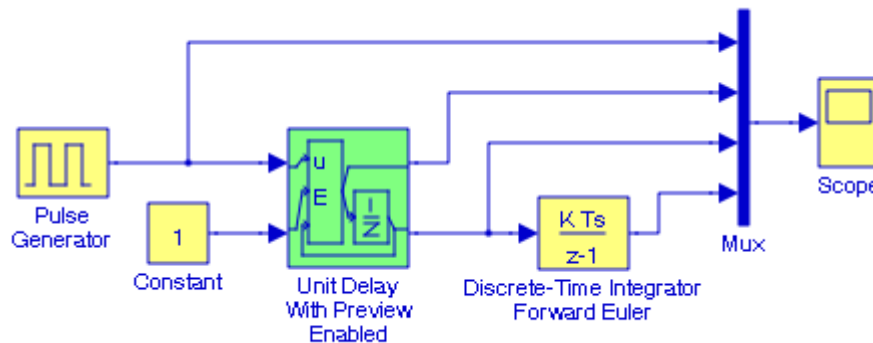 u
E
1
z
Pulse
Generator
1
Constant
Unit Delay
With Preview
Enabled
K Ts
z-1
Discrete-Time Integrator
Forward Euler
Mux
Scope